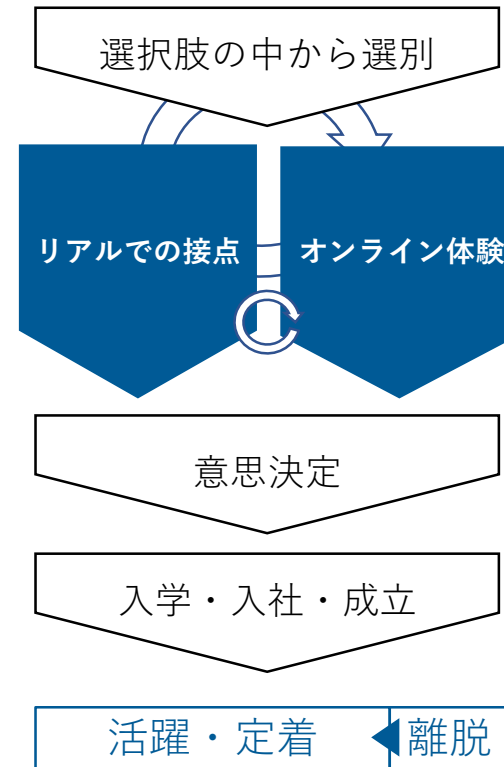 選択肢の中から選別
リアルでの接点
オンライン体験
意思決定
入学・入社・成立
活躍・定着
離脱